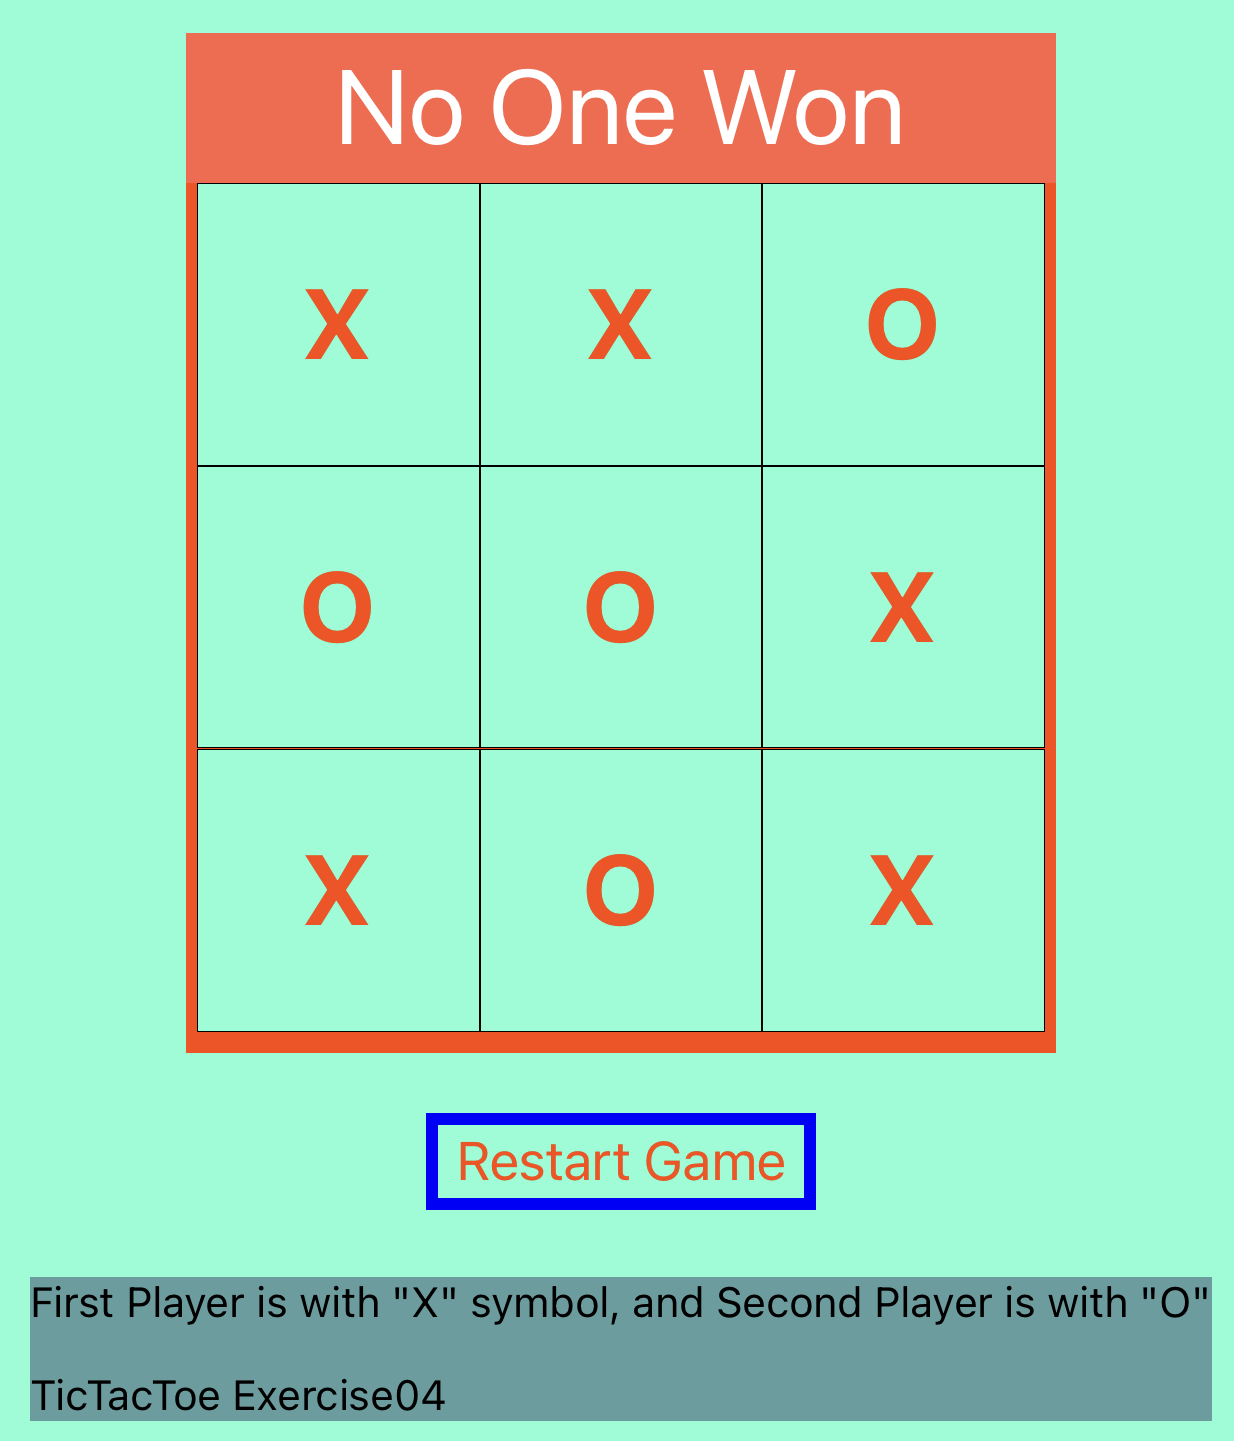 No One Won
X X O
O O X
X O X
Restart Game
First Player is with "X" symbol, and Second Player is with "O"
TicTacToe Exercise04